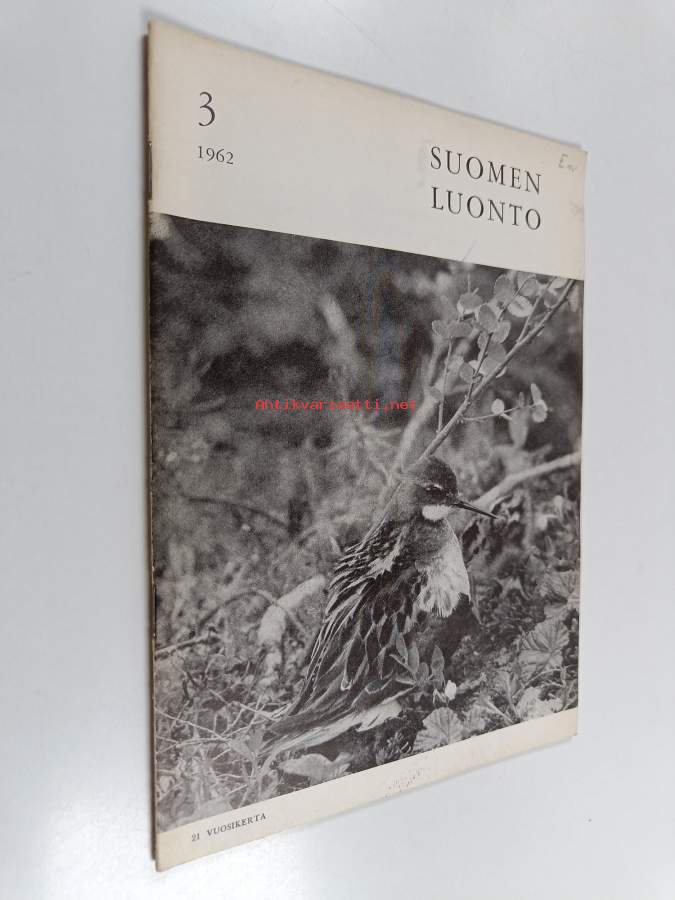 3
1962
SUOMEN
LUONTO
Antikvariaatti.net
21 VUOSIKERTA